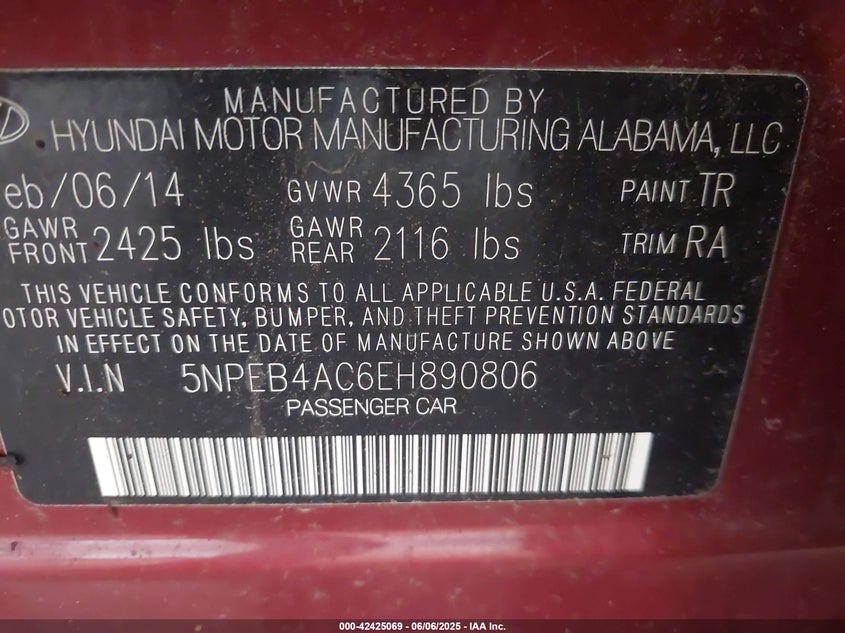 MANUFACTURED BY
HYUNDAI MOTOR MANUFACTURING ALABAMA, LLC
eb/06/14 GVWR 4365 lbs PAINT TR
GAWR FRONT 2425 lbs GAWR REAR 2116 lbs TRIM RA
THIS VEHICLE CONFORMS TO ALL APPLICABLE U.S.A. FEDERAL
OTOR VEHICLE SAFETY, BUMPER, AND THEFT PREVENTION STANDARDS
IN EFFECT ON THE DATE OF MANUFACTURE SHOWN ABOVE
V.I.N 5NPEB4AC6EH890806
PASSENGER CAR
000-42425069 - 06/06/2025 - IAA Inc.